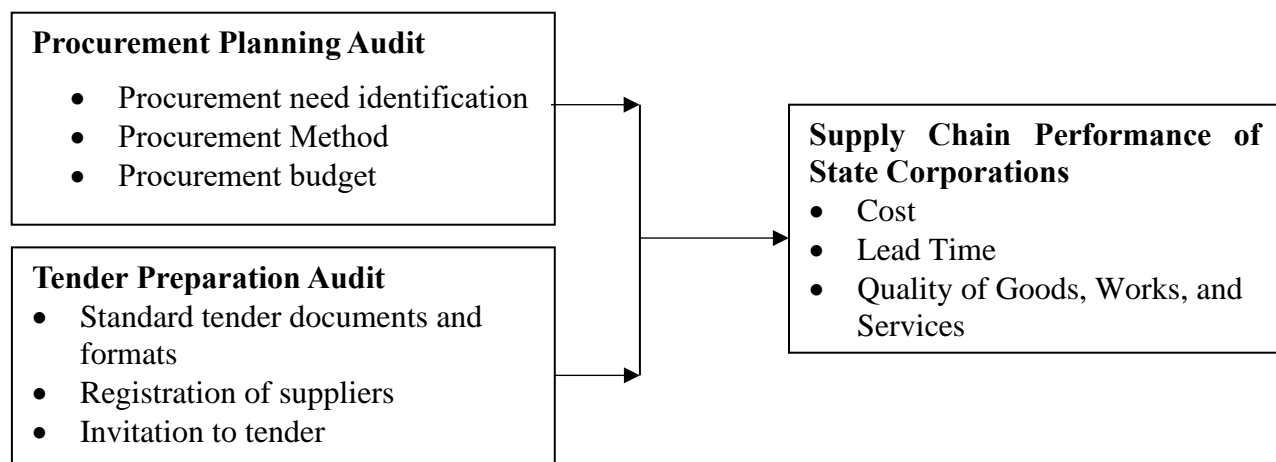 Procurement Planning Audit
• Procurement need identification
• Procurement Method
• Procurement budget
Tender Preparation Audit
• Standard tender documents and
formats
• Registration of suppliers
• Invitation to tender
Supply Chain Performance of
State Corporations
• Cost
• Lead Time
• Quality of Goods, Works, and
Services